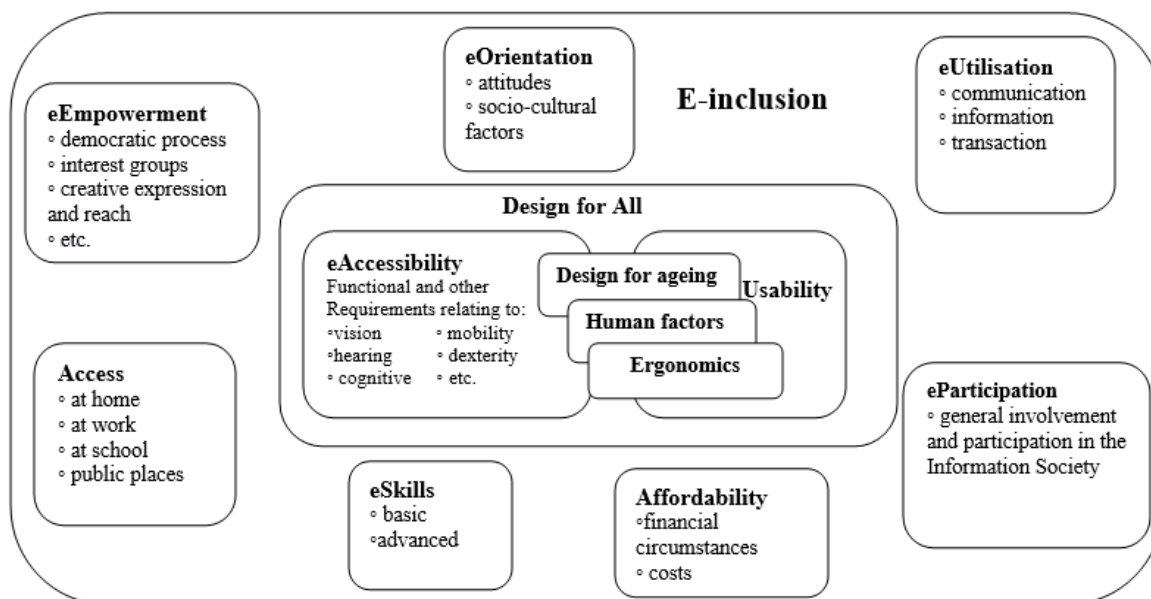 E-inclusion
eOrientation
◦ attitudes
◦ socio-cultural
factors
eUtilisation
◦ communication
◦ information
◦ transaction
eEmpowerment
◦ democratic process
◦ interest groups
◦ creative expression
and reach
◦ etc.
Design for All
eAccessibility
Functional and other
Requirements relating to:
◦vision
◦hearing
◦ cognitive
◦ mobility
◦ dexterity
◦ etc.
Design for ageing
Human factors
Ergonomics
Usability
Access
◦ at home
◦ at work
◦ at school
◦ public places
eParticipation
◦ general involvement
and participation in the
Information Society
eSkills
◦ basic
◦advanced
Affordability
◦financial
circumstances
◦ costs